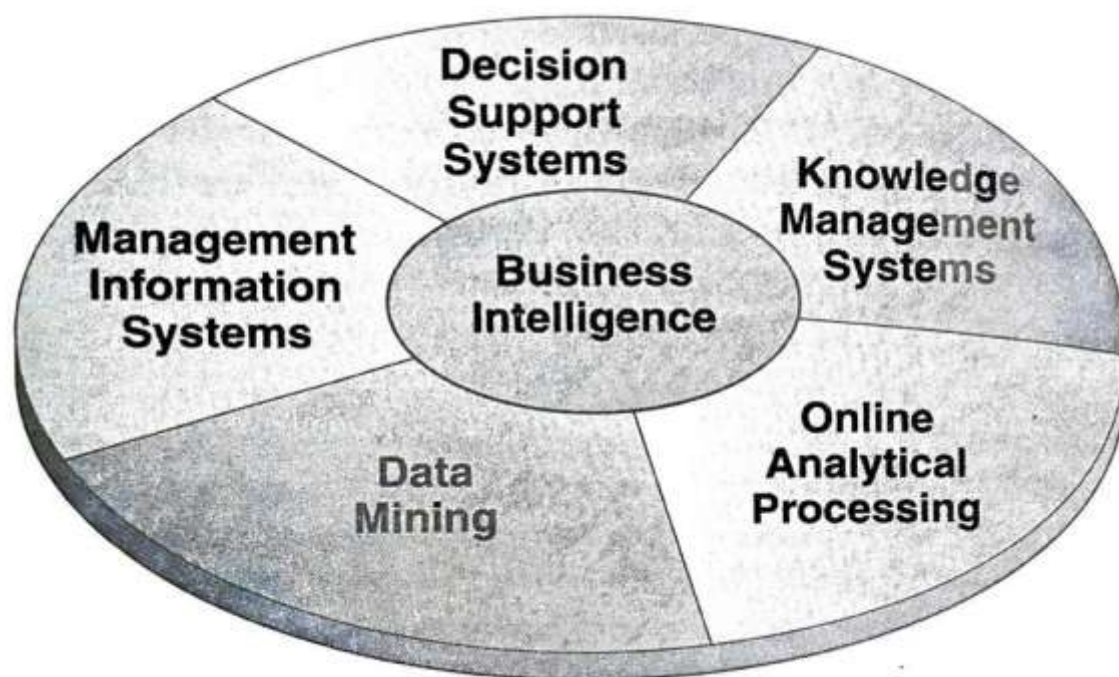 Decision
Support
Systems
Knowledge
Management
Systems
Management
Information
Systems
Business
Intelligence
Online
Analytical
Processing
Data
Mining